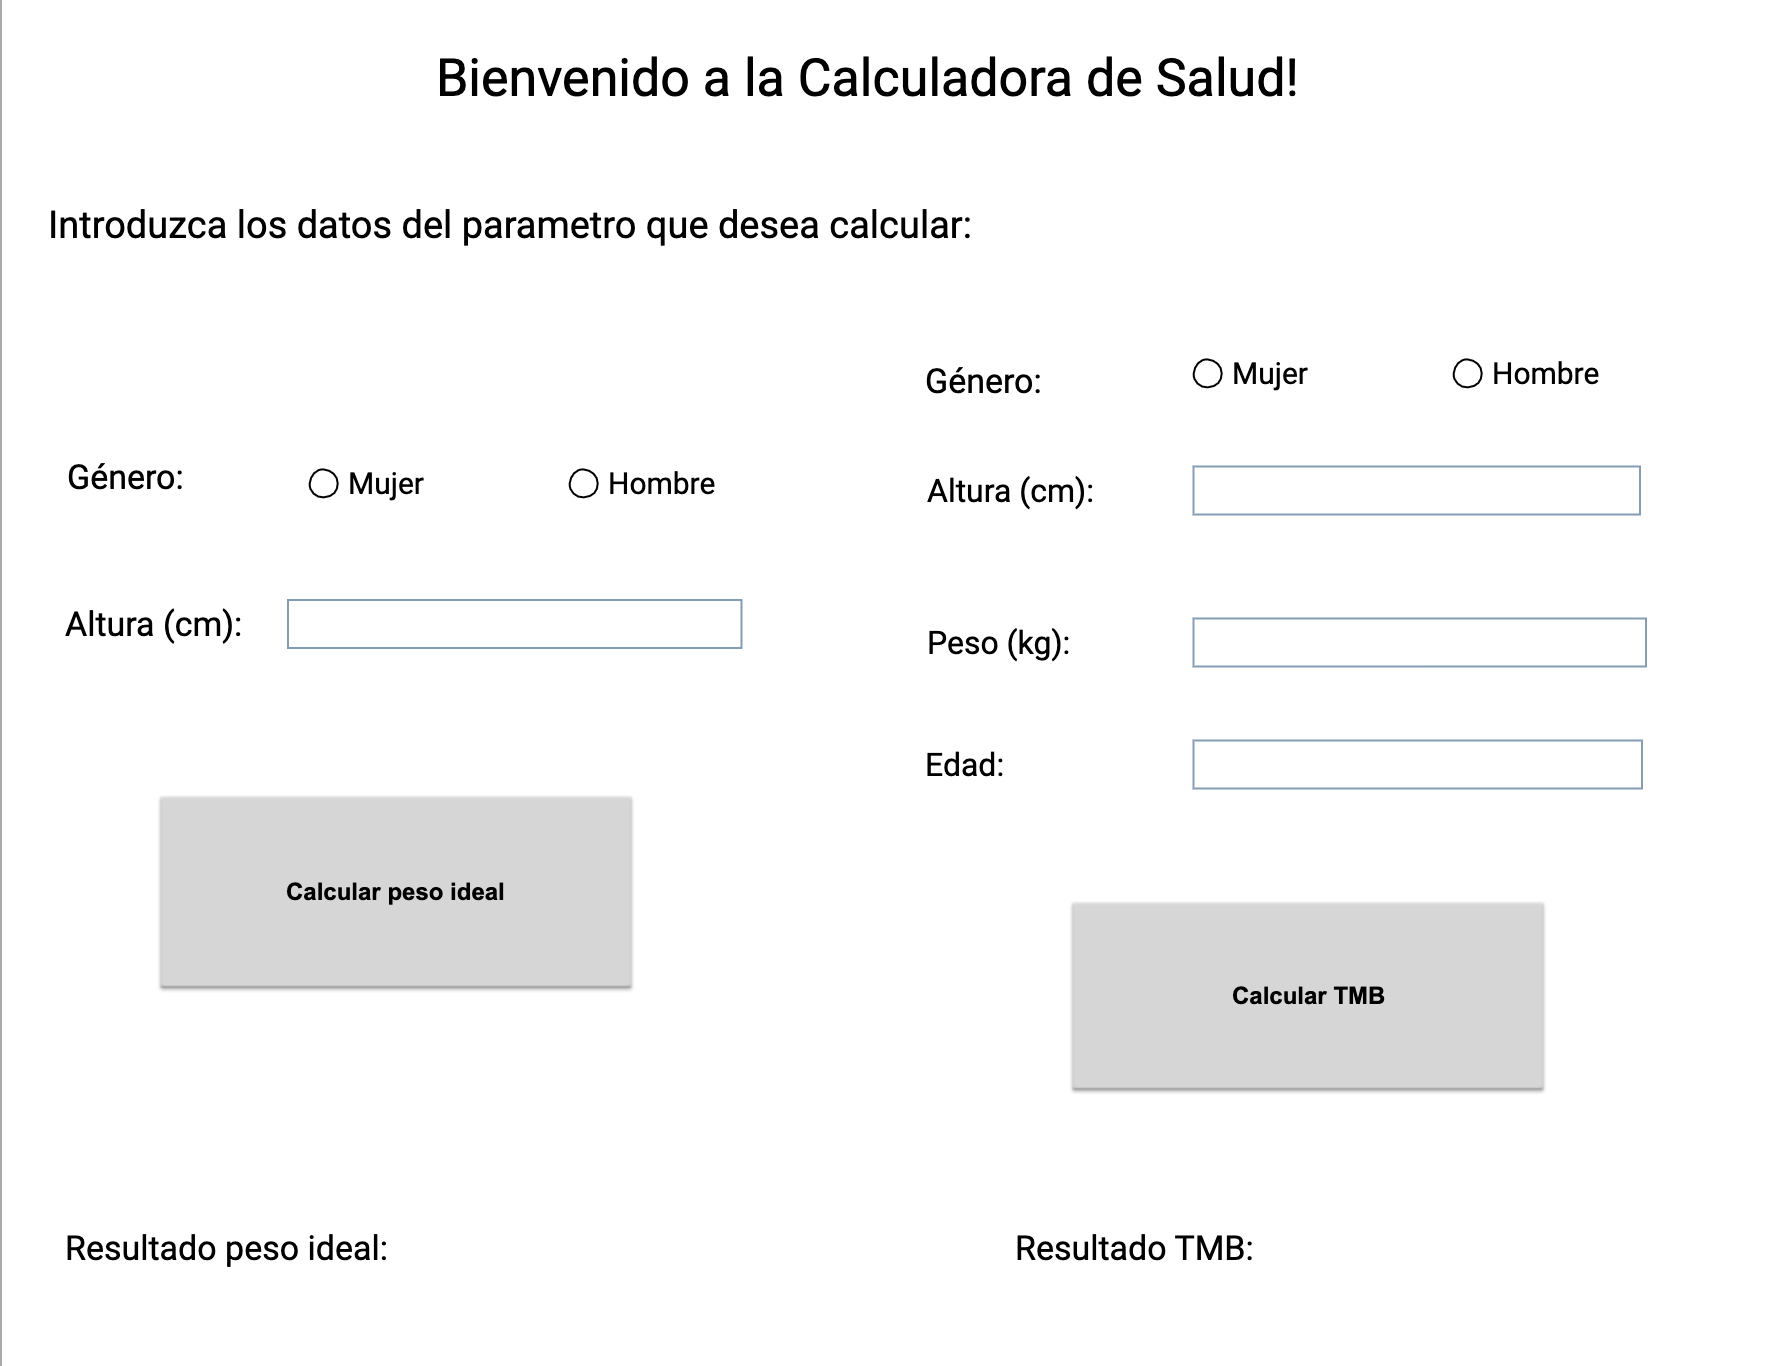 Bienvenido a la Calculadora de Salud!
Introduzca los datos del parametro que desea calcular:
Género: Mujer Hombre
Altura (cm):
Calcular peso ideal
Resultado peso ideal:
Género: Mujer Hombre
Altura (cm):
Peso (kg):
Edad:
Calcular TMB
Resultado TMB: